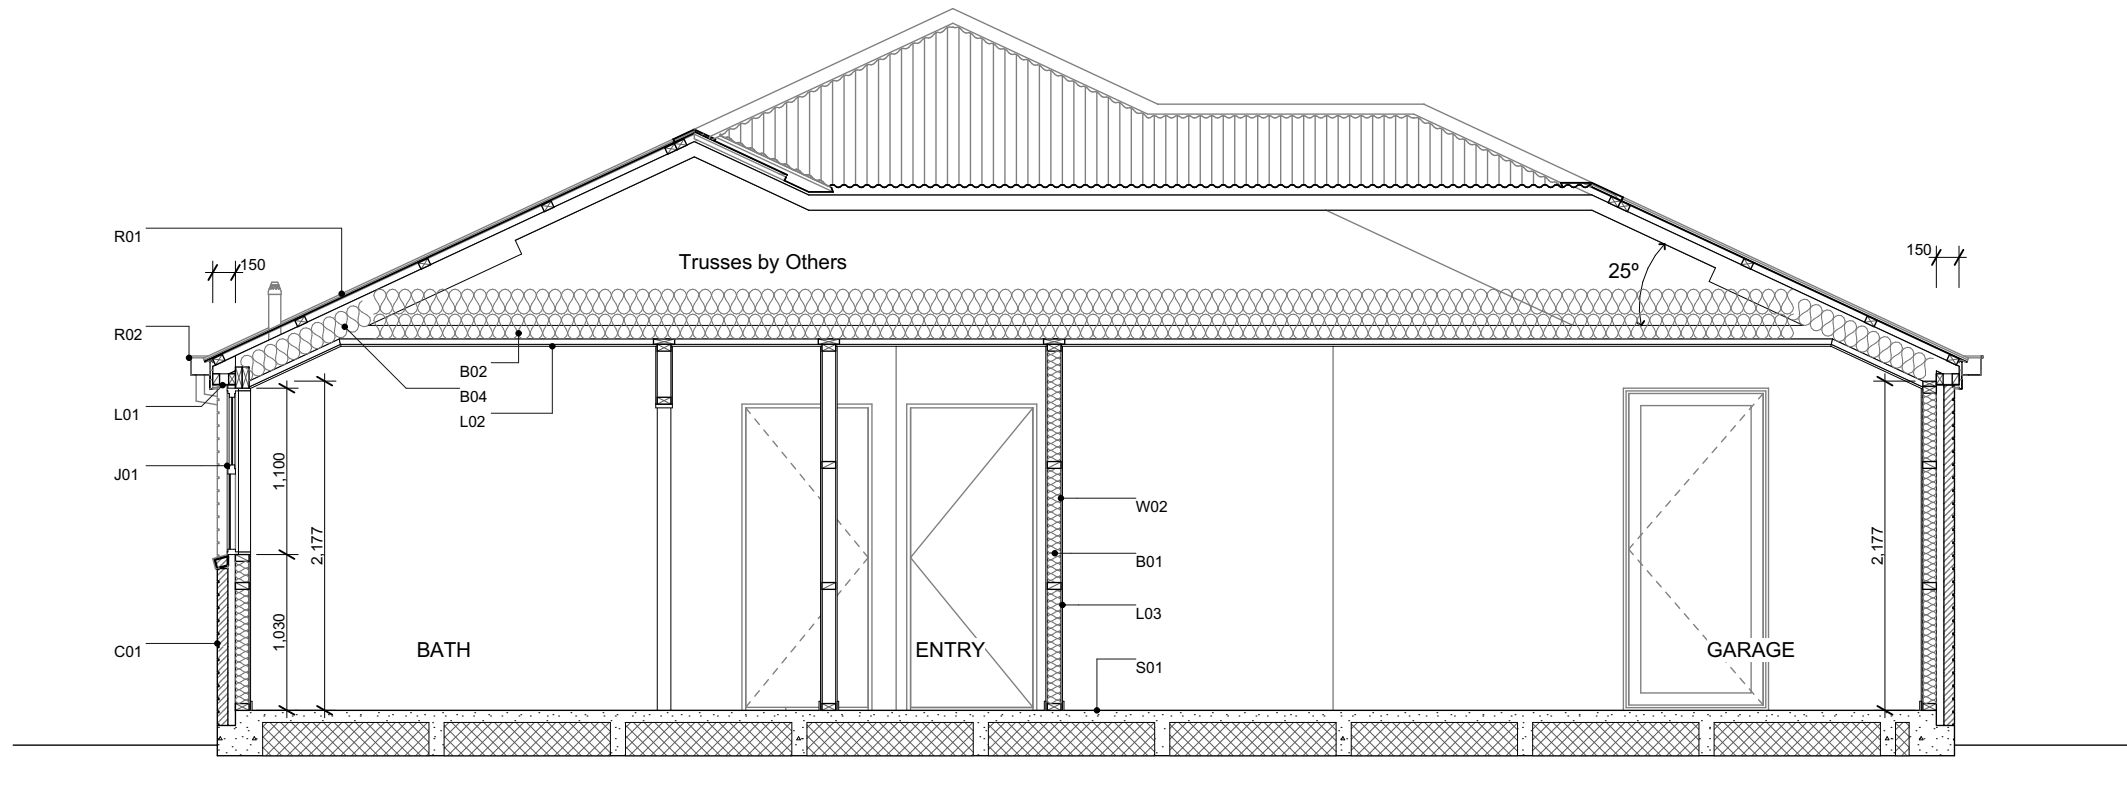 R01
150
Trusses by Others
25°
150
R02
B02
B04
L02
L01
J01
1,100
2,177
W02
2,177
B01
L03
1,030
C01
BATH
ENTRY
GARAGE
S01